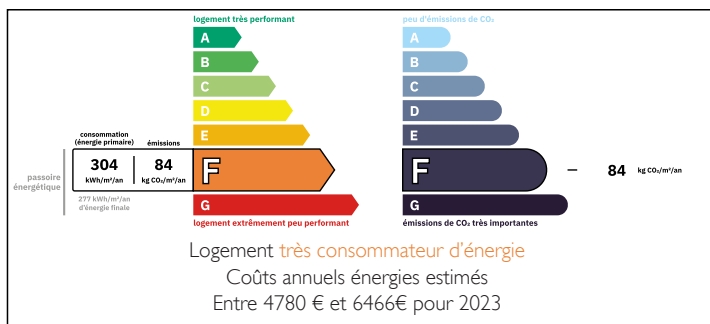 logement très performant
A
B
C
D
E
consommation
(énergie primaire)
émissions
304
kWh/m²/an
84
kg CO₂/m²/an
F
passoire
énergétique
277 kWh/m²/an
d'énergie finale
G
logement extrêmement peu performant
peu d'émissions de CO₂
A
B
C
D
E
F
84 kg CO₂/m²/an
G
émissions de CO₂ très importantes
Logement très consommateur d'énergie
Coûts annuels énergies estimés
Entre 4780 € et 6466€ pour 2023